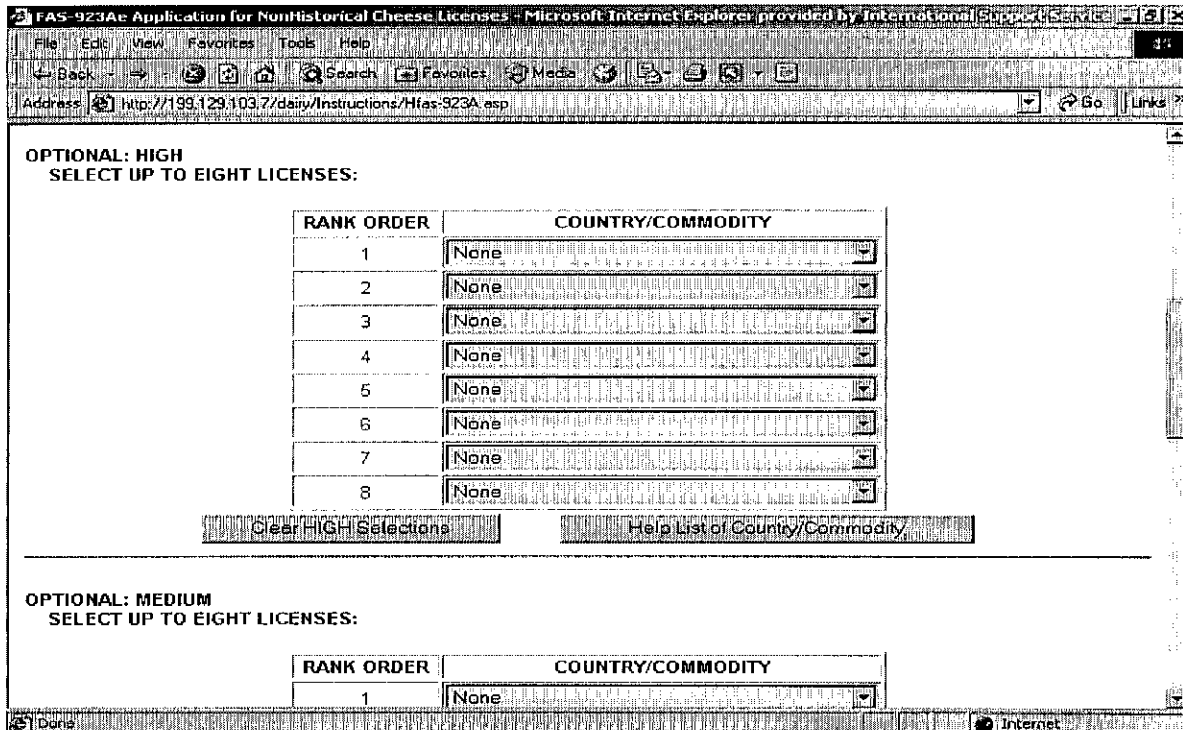 FAS-923Ae Application for NonHistorical Cheese Licenses - Microsoft Internet Explorer provided by International Support Service
File Edit View Favorites Tools Help
Back Search Favorites Media
Address http://199.129.103.7/dairy/Instructions/Hfas-923A.asp Go Links »
OPTIONAL: HIGH
SELECT UP TO EIGHT LICENSES:
RANK ORDER COUNTRY/COMMODITY
1 None
2 None
3 None
4 None
5 None
6 None
7 None
8 None
Clear HIGH Selections Help List of Country/Commodity
OPTIONAL: MEDIUM
SELECT UP TO EIGHT LICENSES:
RANK ORDER COUNTRY/COMMODITY
1 None
Done Internet